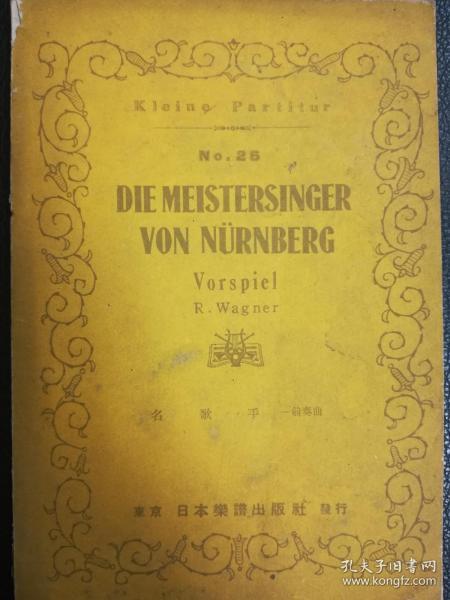 Kleine Partitur
No. 25
DIE MEISTERSINGER
VON NÜRNBERG
Vorspiel
R. Wagner
名歌手 —前奏曲
東京 日本樂譜出版社 發行
孔夫子旧书网
www.kongfz.com